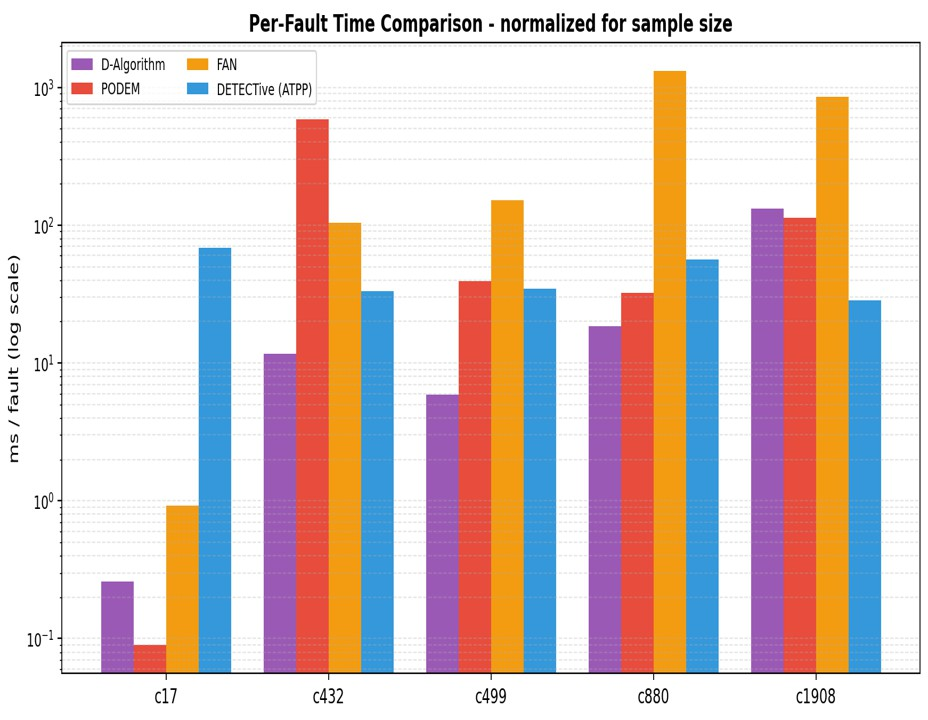 Per-Fault Time Comparison - normalized for sample size
D-Algorithm
PODEM
FAN
DETECTive (ATPP)
ms / fault (log scale)
10³
10²
10¹
10⁰
10⁻¹
c17 c432 c499 c880 c1908